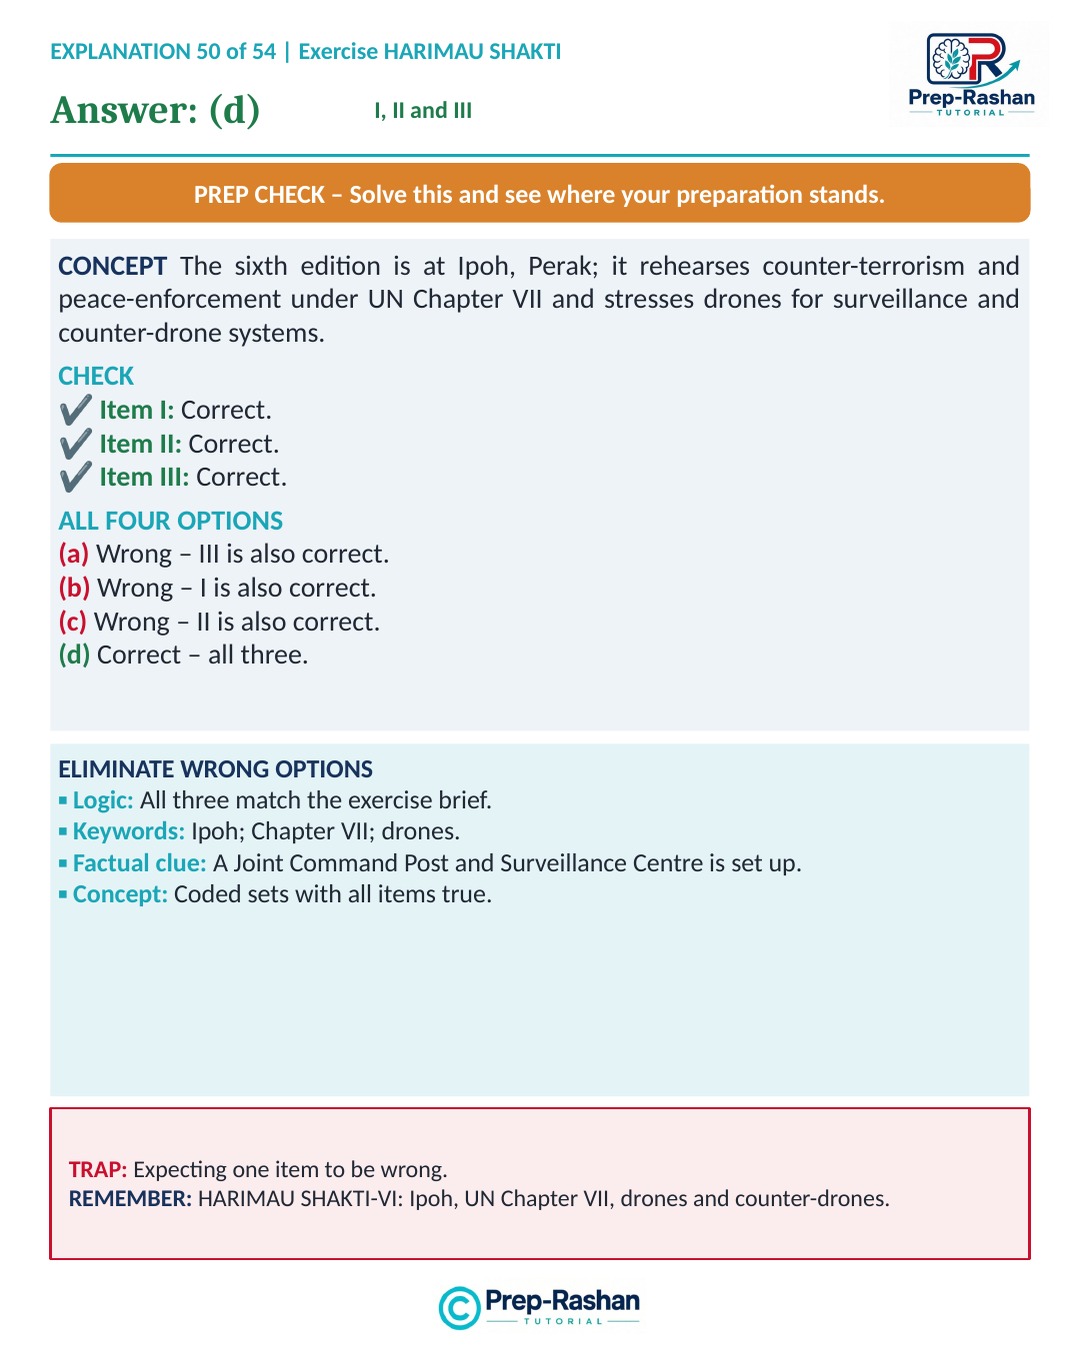 EXPLANATION 50 of 54 | Exercise HARIMAU SHAKTI
Prep-Rashan
TUTORIAL
Answer: (d) I, II and III
PREP CHECK – Solve this and see where your preparation stands.
CONCEPT The sixth edition is at Ipoh, Perak; it rehearses counter-terrorism and
peace-enforcement under UN Chapter VII and stresses drones for surveillance and
counter-drone systems.
CHECK
✔ Item I: Correct.
✔ Item II: Correct.
✔ Item III: Correct.
ALL FOUR OPTIONS
(a) Wrong – III is also correct.
(b) Wrong – I is also correct.
(c) Wrong – II is also correct.
(d) Correct – all three.
ELIMINATE WRONG OPTIONS
▪ Logic: All three match the exercise brief.
▪ Keywords: Ipoh; Chapter VII; drones.
▪ Factual clue: A Joint Command Post and Surveillance Centre is set up.
▪ Concept: Coded sets with all items true.
TRAP: Expecting one item to be wrong.
REMEMBER: HARIMAU SHAKTI-VI: Ipoh, UN Chapter VII, drones and counter-drones.
© Prep-Rashan
TUTORIAL